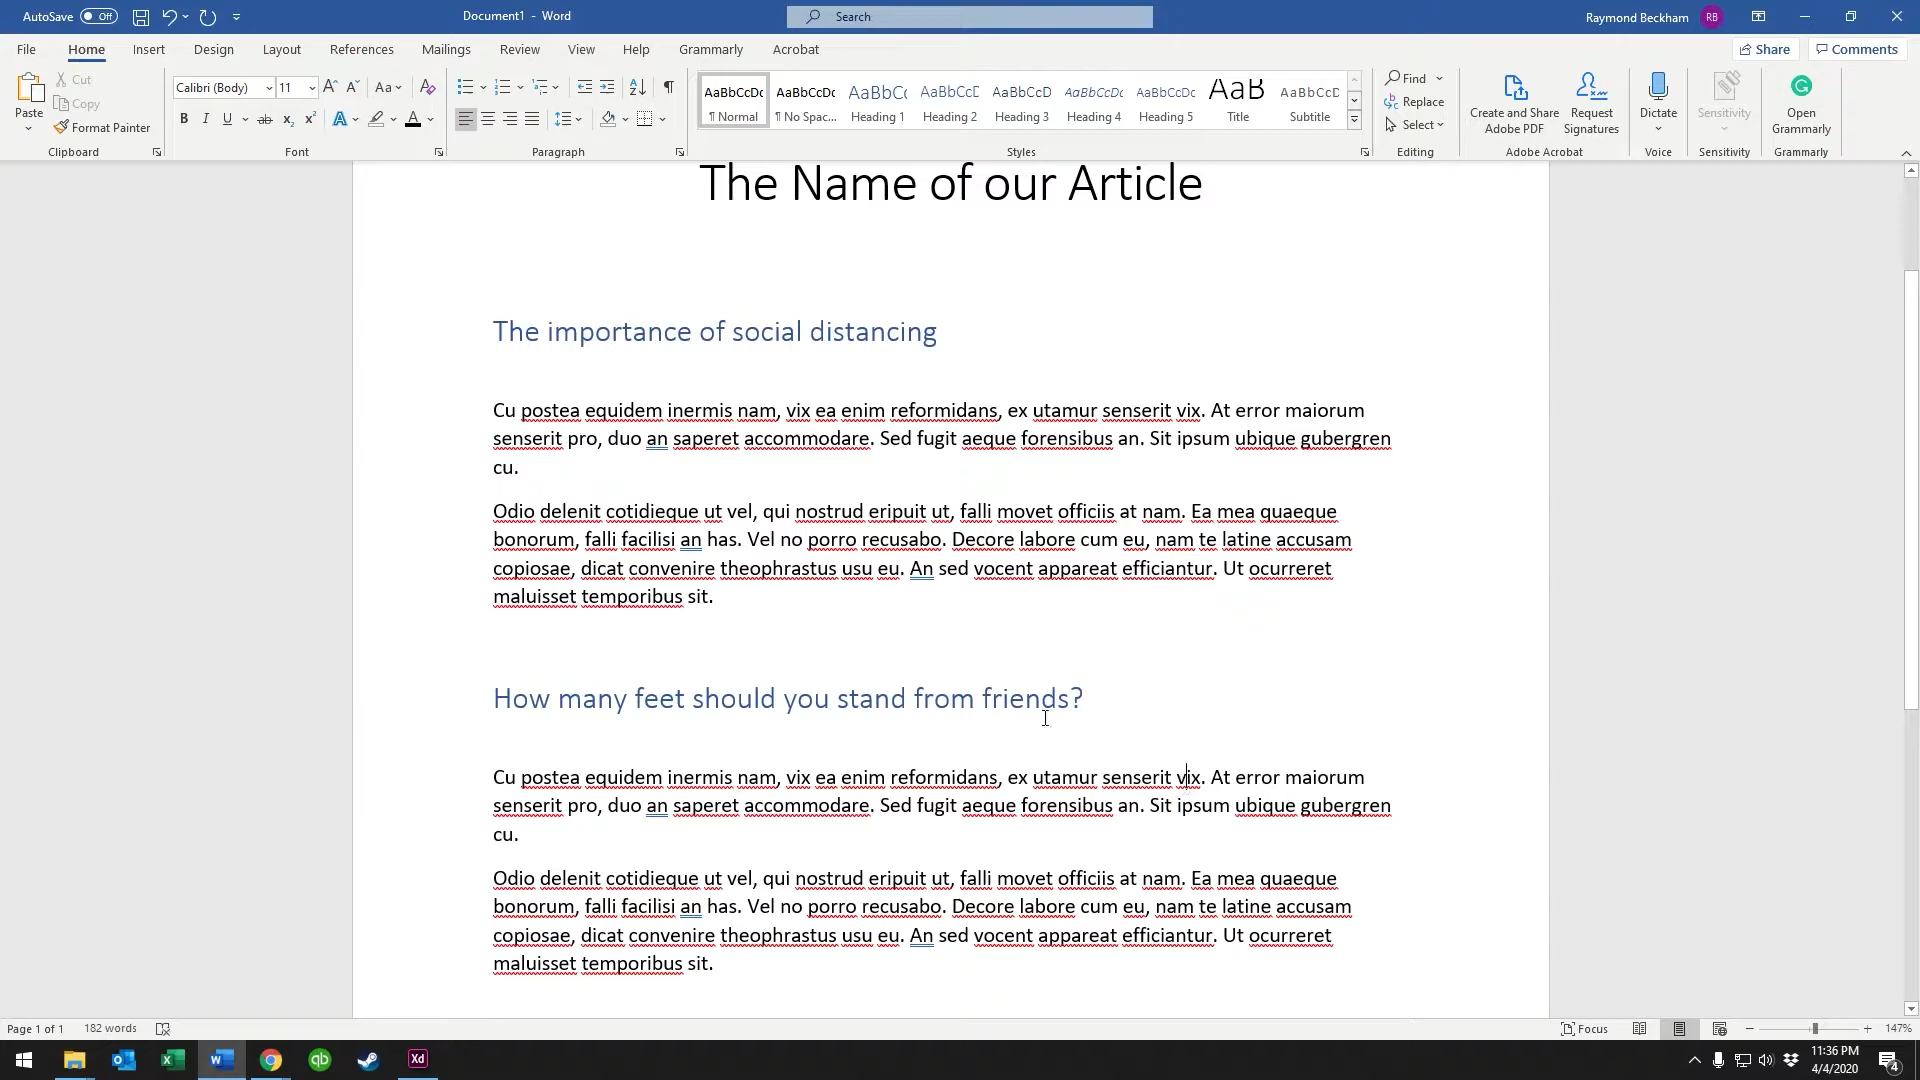 AutoSave Off Document1 - Word Search Raymond Beckham RB
File Home Insert Design Layout References Mailings Review View Help Grammarly Acrobat Share Comments
Paste
Cut
Copy
Format Painter
Clipboard
Calibri (Body) 11
Font
Paragraph
AaBbCcDc AaBbCcDc AaBbC AaBbCcD AaBbCcD AaBbCcDc AaBbCcDc AaB AaBbCcD
¶ Normal ¶ No Spac... Heading 1 Heading 2 Heading 3 Heading 4 Heading 5 Title Subtitle
Styles
Find
Replace
Select
Editing
Create and Share
Adobe PDF
Request
Signatures
Adobe Acrobat
Dictate
Voice
Sensitivity
Sensitivity
Open
Grammarly
Grammarly
The Name of our Article
The importance of social distancing
Cu postea equidem inermis nam, vix ea enim reformidans, ex utamur senserit vix. At error maiorum
senserit pro, duo an saperet accommodare. Sed fugit aeque forensibus an. Sit ipsum ubique gubergren
cu.
Odio delenit cotidieque ut vel, qui nostrud eripuit ut, falli movet officiis at nam. Ea mea quaeque
bonorum, falli facilisi an has. Vel no porro recusabo. Decore labore cum eu, nam te latine accusam
copiosae, dicat convenire theophrastus usu eu. An sed vocent appareat efficiantur. Ut ocurreret
maluisset temporibus sit.
How many feet should you stand from friends?
Cu postea equidem inermis nam, vix ea enim reformidans, ex utamur senserit vix. At error maiorum
senserit pro, duo an saperet accommodare. Sed fugit aeque forensibus an. Sit ipsum ubique gubergren
cu.
Odio delenit cotidieque ut vel, qui nostrud eripuit ut, falli movet officiis at nam. Ea mea quaeque
bonorum, falli facilisi an has. Vel no porro recusabo. Decore labore cum eu, nam te latine accusam
copiosae, dicat convenire theophrastus usu eu. An sed vocent appareat efficiantur. Ut ocurreret
maluisset temporibus sit.
Page 1 of 1 182 words Focus 147%
Xd
11:36 PM
4/4/2020
4